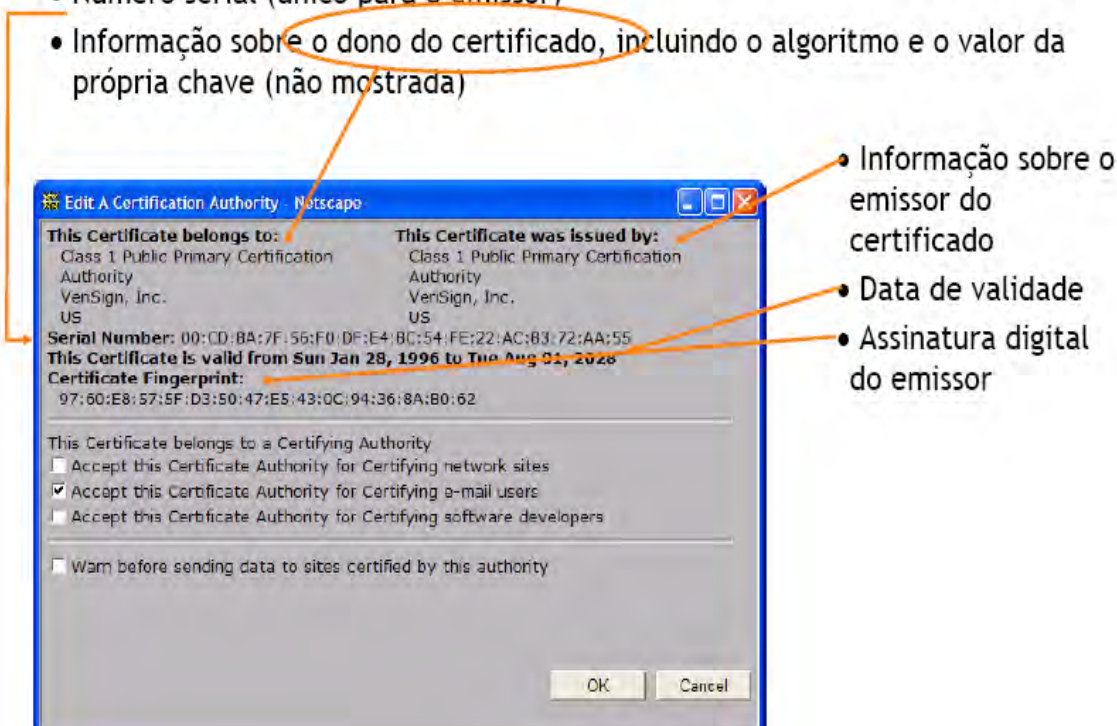 • Número serial (único para o emissor)
• Informação sobre o dono do certificado, incluindo o algoritmo e o valor da
própria chave (não mostrada)
• Informação sobre o
emissor do
certificado
• Data de validade
• Assinatura digital
do emissor
Edit A Certification Authority - Netscape
This Certificate belongs to:
Class 1 Public Primary Certification
Authority
VeriSign, Inc.
US
This Certificate was issued by:
Class 1 Public Primary Certification
Authority
VeriSign, Inc.
US
Serial Number: 00:CD:BA:7F:56:F0:DF:E4:BC:54:FE:22:AC:B3:72:AA:55
This Certificate is valid from Sun Jan 28, 1996 to Tue Aug 01, 2028
Certificate Fingerprint:
97:60:E8:57:5F:D3:50:47:E5:43:0C:94:36:8A:B0:62
This Certificate belongs to a Certifying Authority
Accept this Certificate Authority for Certifying network sites
Accept this Certificate Authority for Certifying e-mail users
Accept this Certificate Authority for Certifying software developers
Warn before sending data to sites certified by this authority
OK
Cancel